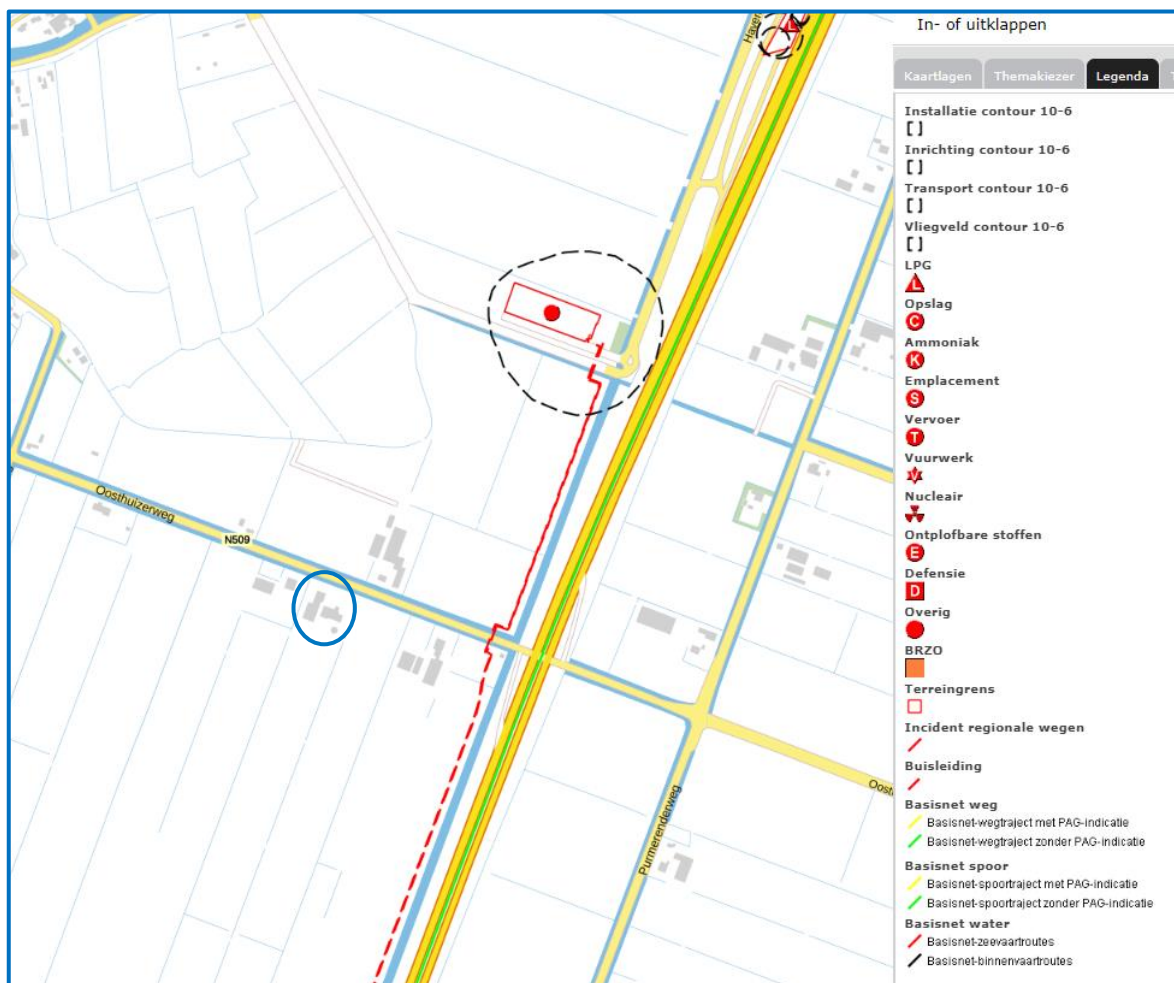 In- of uitklappen
Kaartlagen
Themakiezer
Legenda
Installatie contour 10-6
Inrichting contour 10-6
Transport contour 10-6
Vliegveld contour 10-6
LPG
L
Opslag
C
Ammoniak
K
Emplacement
S
Vervoer
T
Vuurwerk
V
Nucleair
Ontplofbare stoffen
E
Defensie
D
Overig
BRZO
Terreingrens
Incident regionale wegen
Buisleiding
Basisnet weg
Basisnet-wegtraject met PAG-indicatie
Basisnet-wegtraject zonder PAG-indicatie
Basisnet spoor
Basisnet-spoortraject met PAG-indicatie
Basisnet-spoortraject zonder PAG-indicatie
Basisnet water
Basisnet-zeevaartroutes
Basisnet-binnenvaartroutes
Haven
L
Oosthuizerweg
N509
Purmerenderweg
Oost